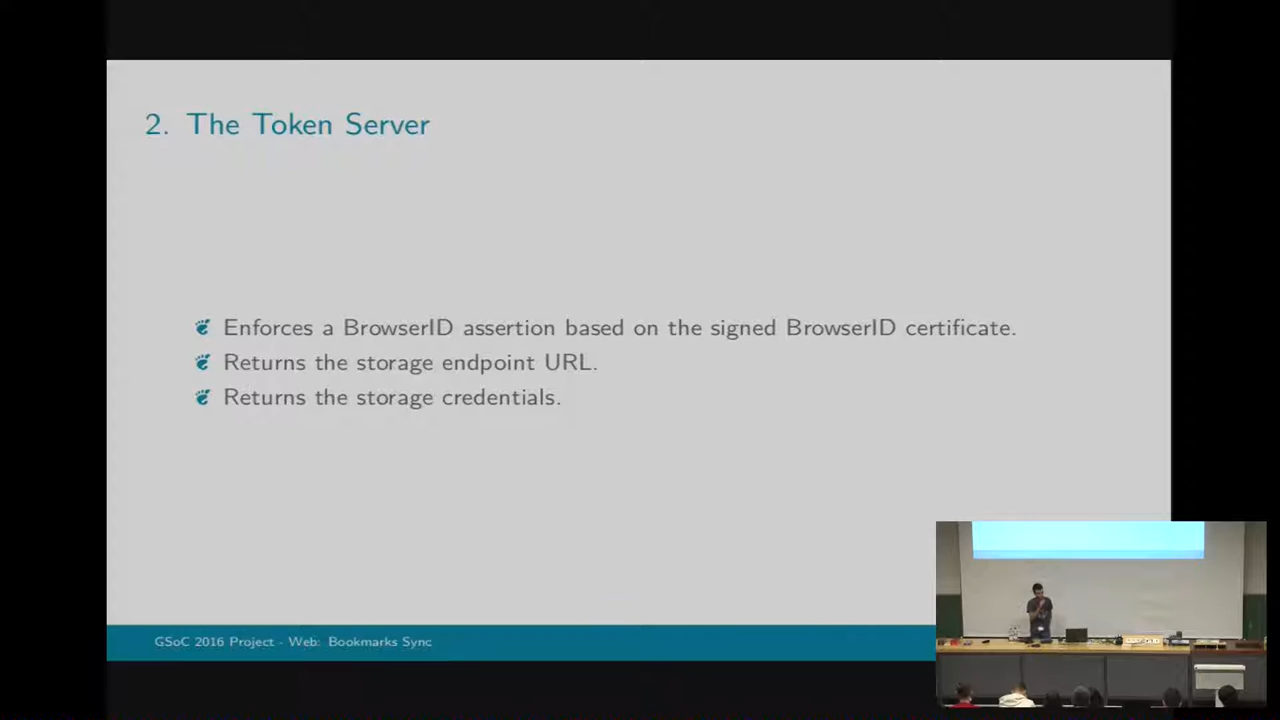 2. The Token Server
Enforces a BrowserID assertion based on the signed BrowserID certificate.
Returns the storage endpoint URL.
Returns the storage credentials.
GSoC 2016 Project - Web: Bookmarks Sync